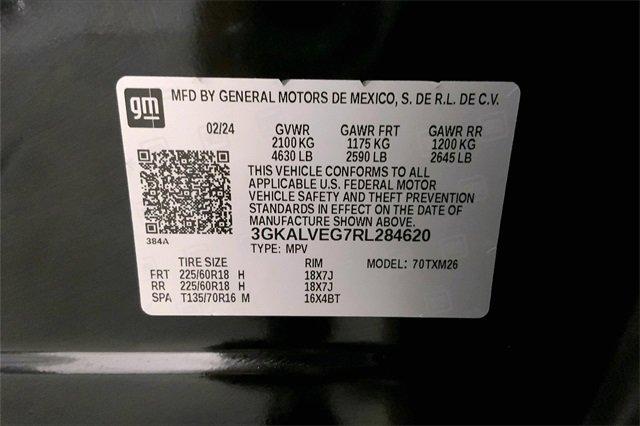 gm
MFD BY GENERAL MOTORS DE MEXICO, S. DE R.L. DE C.V.
02/24 GVWR GAWR FRT GAWR RR
2100 KG 1175 KG 1200 KG
4630 LB 2590 LB 2645 LB
THIS VEHICLE CONFORMS TO ALL
APPLICABLE U.S. FEDERAL MOTOR
VEHICLE SAFETY AND THEFT PREVENTION
STANDARDS IN EFFECT ON THE DATE OF
MANUFACTURE SHOWN ABOVE.
3GKALVEG7RL284620
384A
TYPE: MPV
TIRE SIZE RIM MODEL: 70TXM26
FRT 225/60R18 H 18X7J
RR 225/60R18 H 18X7J
SPA T135/70R16 M 16X4BT